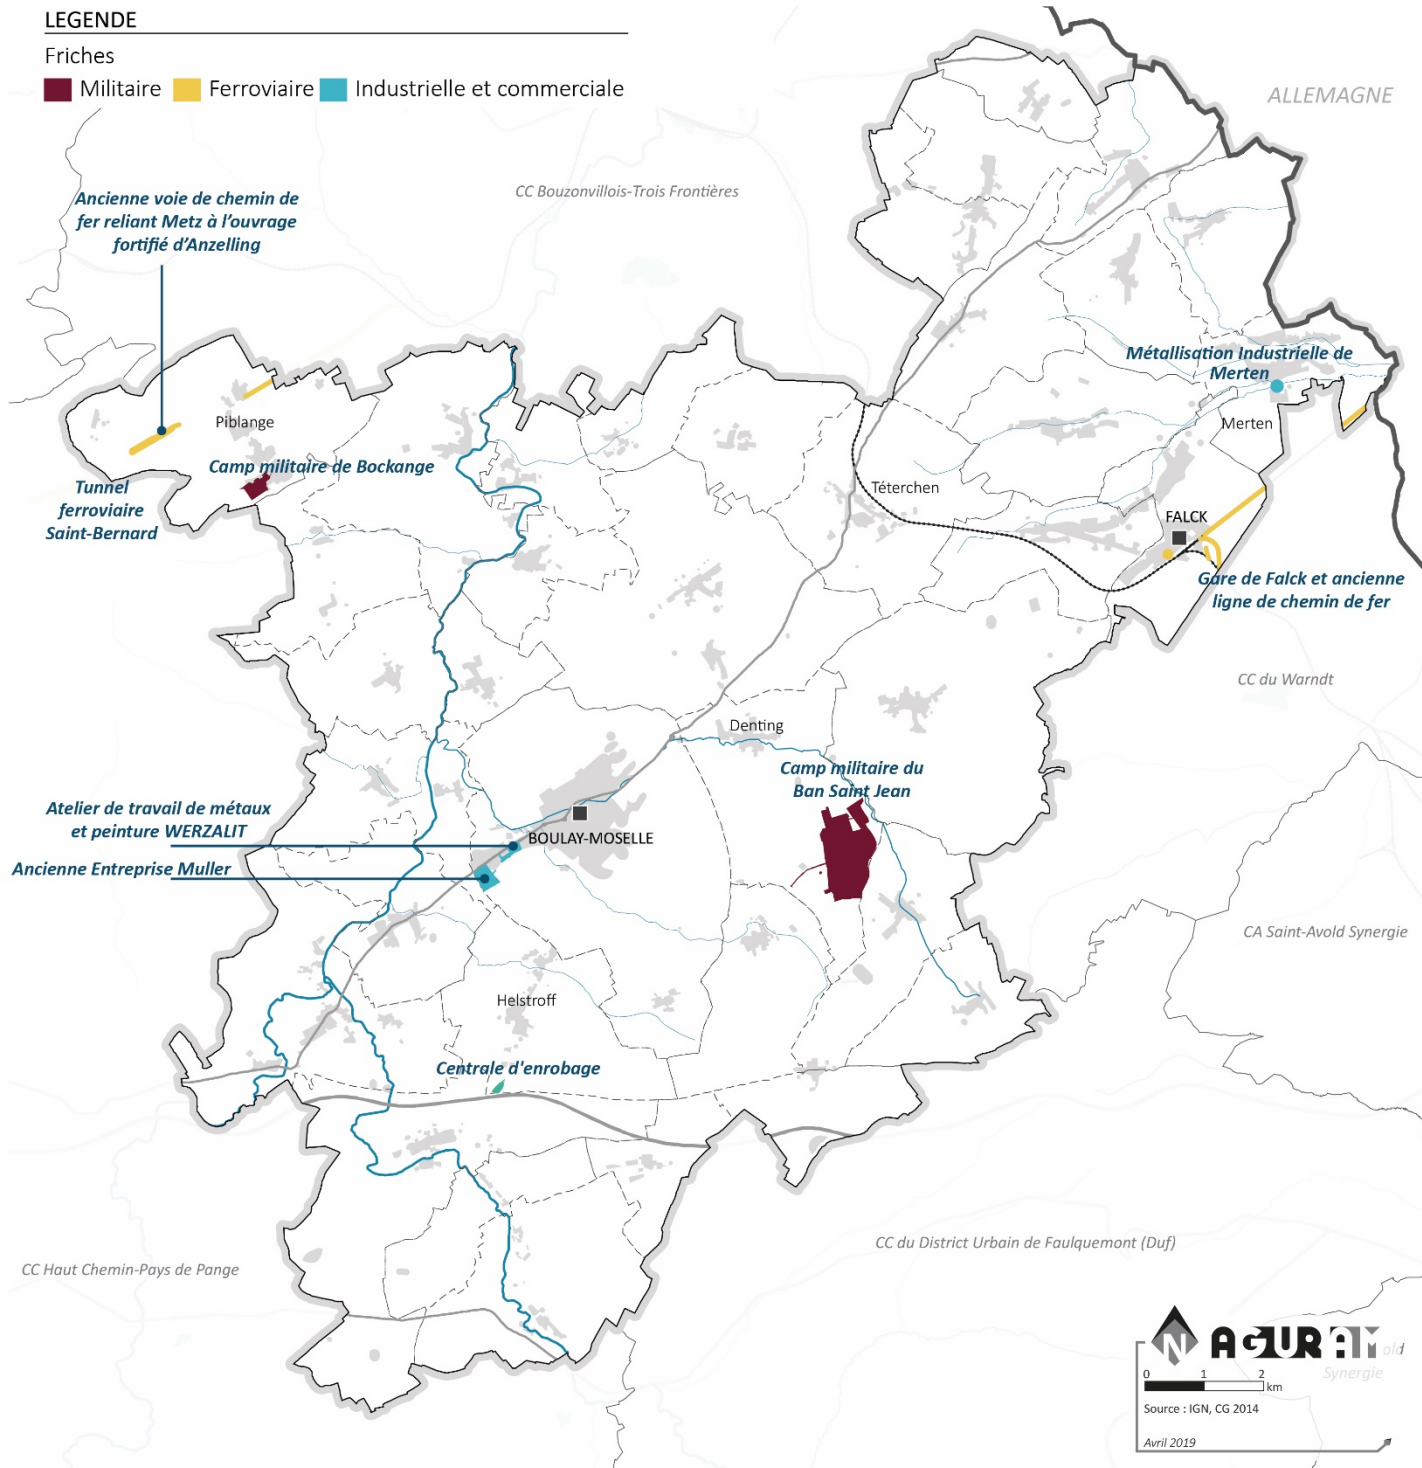 LEGENDE
Friches
Militaire Ferroviaire Industrielle et commerciale
ALLEMAGNE
CC Bouzonvillois-Trois Frontières
Ancienne voie de chemin de
fer reliant Metz à l'ouvrage
fortifié d'Anzelling
Métallisation Industrielle de
Merten
Piblange
Merten
Camp militaire de Bockange
Tunnel
ferroviaire
Saint-Bernard
Téterchen
FALCK
Gare de Falck et ancienne
ligne de chemin de fer
CC du Warndt
Denting
Camp militaire du
Ban Saint Jean
Atelier de travail de métaux
et peinture WERZALIT
BOULAY-MOSELLE
Ancienne Entreprise Muller
CA Saint-Avold Synergie
Helstroff
Centrale d'enrobage
CC du District Urbain de Faulquemont (Duf)
CC Haut Chemin-Pays de Pange
N AGURAM
old
Synergie
0 1 2
km
Source : IGN, CG 2014
Avril 2019